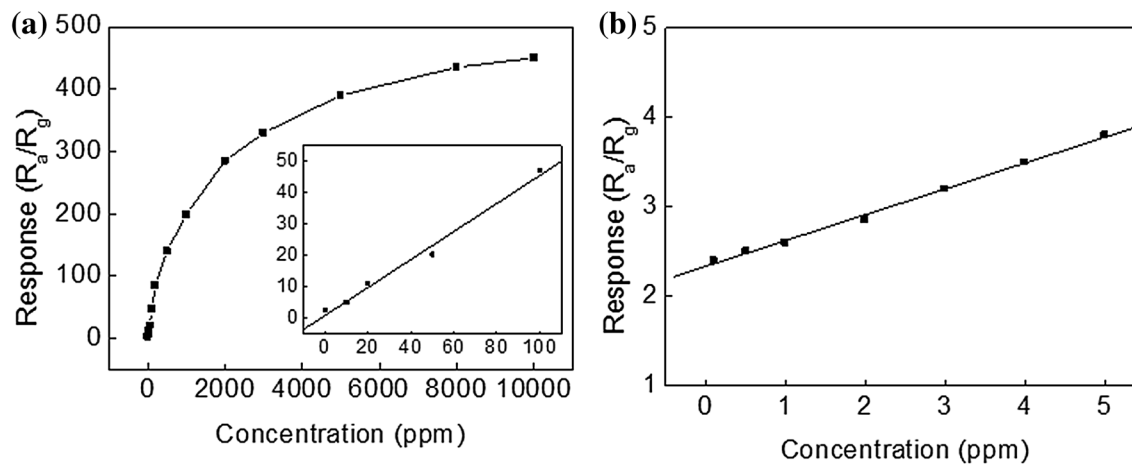 (a)
Response (Ra/Rg)
500
400
300
200
100
0
0 2000 4000 6000 8000 10000
Concentration (ppm)
50
40
30
20
10
0
0 20 40 60 80 100
(b)
Response (Ra/Rg)
5
4
3
2
1
0 1 2 3 4 5
Concentration (ppm)